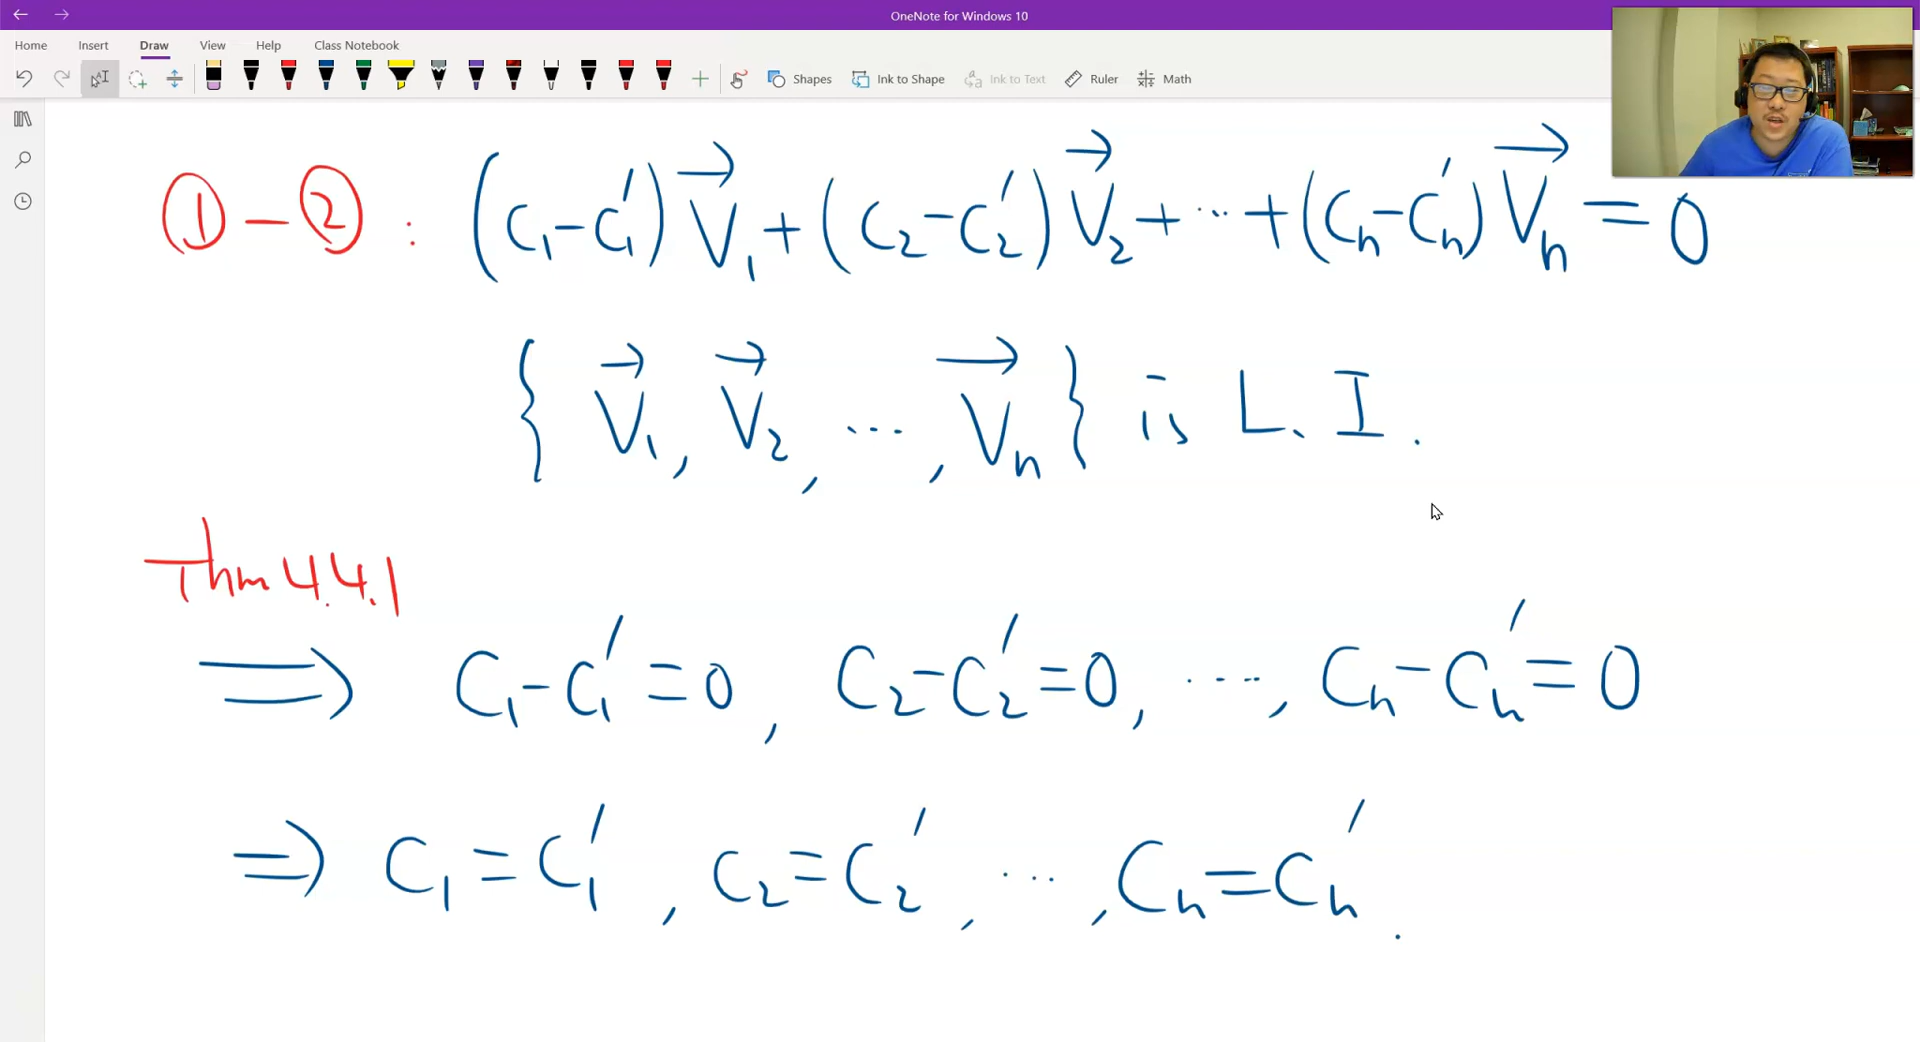 OneNote for Windows 10
Home Insert Draw View Help Class Notebook
Shapes Ink to Shape Ink to Text Ruler Math
① - ② : (C₁-C₁′)V⃗₁+(C₂-C₂′)V⃗₂+⋯+(Cₙ-Cₙ′)V⃗ₙ=0
{V⃗₁, V⃗₂, ⋯, V⃗ₙ} is L. I.
Thm 4.4.1
⟹ C₁-C₁′=0, C₂-C₂′=0, ⋯, Cₙ-Cₙ′=0
⟹ C₁=C₁′, C₂=C₂′, ⋯, Cₙ=Cₙ′.